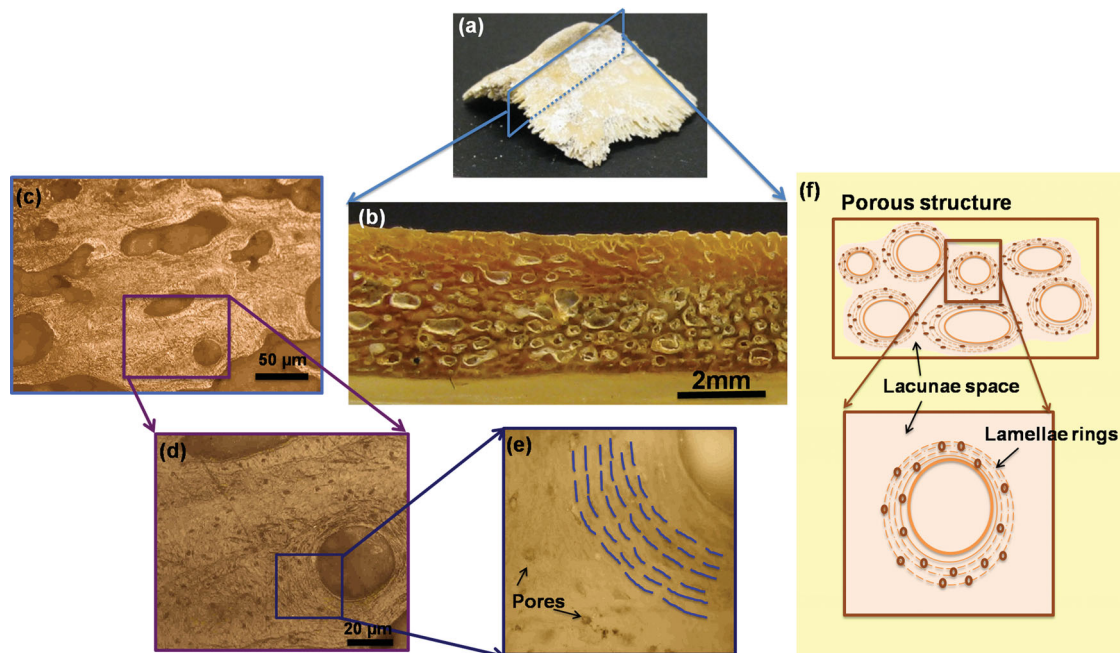 (a)
(b)
2mm
(c)
50 µm
(d)
20 µm
(e)
Pores
(f)
Porous structure
Lacunae space
Lamellae rings